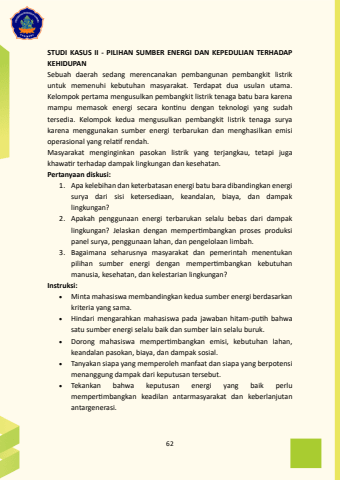 STUDI KASUS II - PILIHAN SUMBER ENERGI DAN KEPEDULIAN TERHADAP
KEHIDUPAN
Sebuah daerah sedang merencanakan pembangunan pembangkit listrik
untuk memenuhi kebutuhan masyarakat. Terdapat dua usulan utama.
Kelompok pertama mengusulkan pembangkit listrik tenaga batu bara karena
mampu memasok energi secara kontinu dengan teknologi yang sudah
tersedia. Kelompok kedua mengusulkan pembangkit listrik tenaga surya
karena menggunakan sumber energi terbarukan dan menghasilkan emisi
operasional yang relatif rendah.
Masyarakat menginginkan pasokan listrik yang terjangkau, tetapi juga
khawatir terhadap dampak lingkungan dan kesehatan.
Pertanyaan diskusi:
1. Apa kelebihan dan keterbatasan energi batu bara dibandingkan energi
surya dari sisi ketersediaan, keandalan, biaya, dan dampak
lingkungan?
2. Apakah penggunaan energi terbarukan selalu bebas dari dampak
lingkungan? Jelaskan dengan mempertimbangkan proses produksi
panel surya, penggunaan lahan, dan pengelolaan limbah.
3. Bagaimana seharusnya masyarakat dan pemerintah menentukan
pilihan sumber energi dengan mempertimbangkan kebutuhan
manusia, kesehatan, dan kelestarian lingkungan?
Instruksi:
• Minta mahasiswa membandingkan kedua sumber energi berdasarkan
kriteria yang sama.
• Hindari mengarahkan mahasiswa pada jawaban hitam-putih bahwa
satu sumber energi selalu baik dan sumber lain selalu buruk.
• Dorong mahasiswa mempertimbangkan emisi, kebutuhan lahan,
keandalan pasokan, biaya, dan dampak sosial.
• Tanyakan siapa yang memperoleh manfaat dan siapa yang berpotensi
menanggung dampak dari keputusan tersebut.
• Tekankan bahwa keputusan energi yang baik perlu
mempertimbangkan keadilan antarmasyarakat dan keberlanjutan
antargenerasi.
62